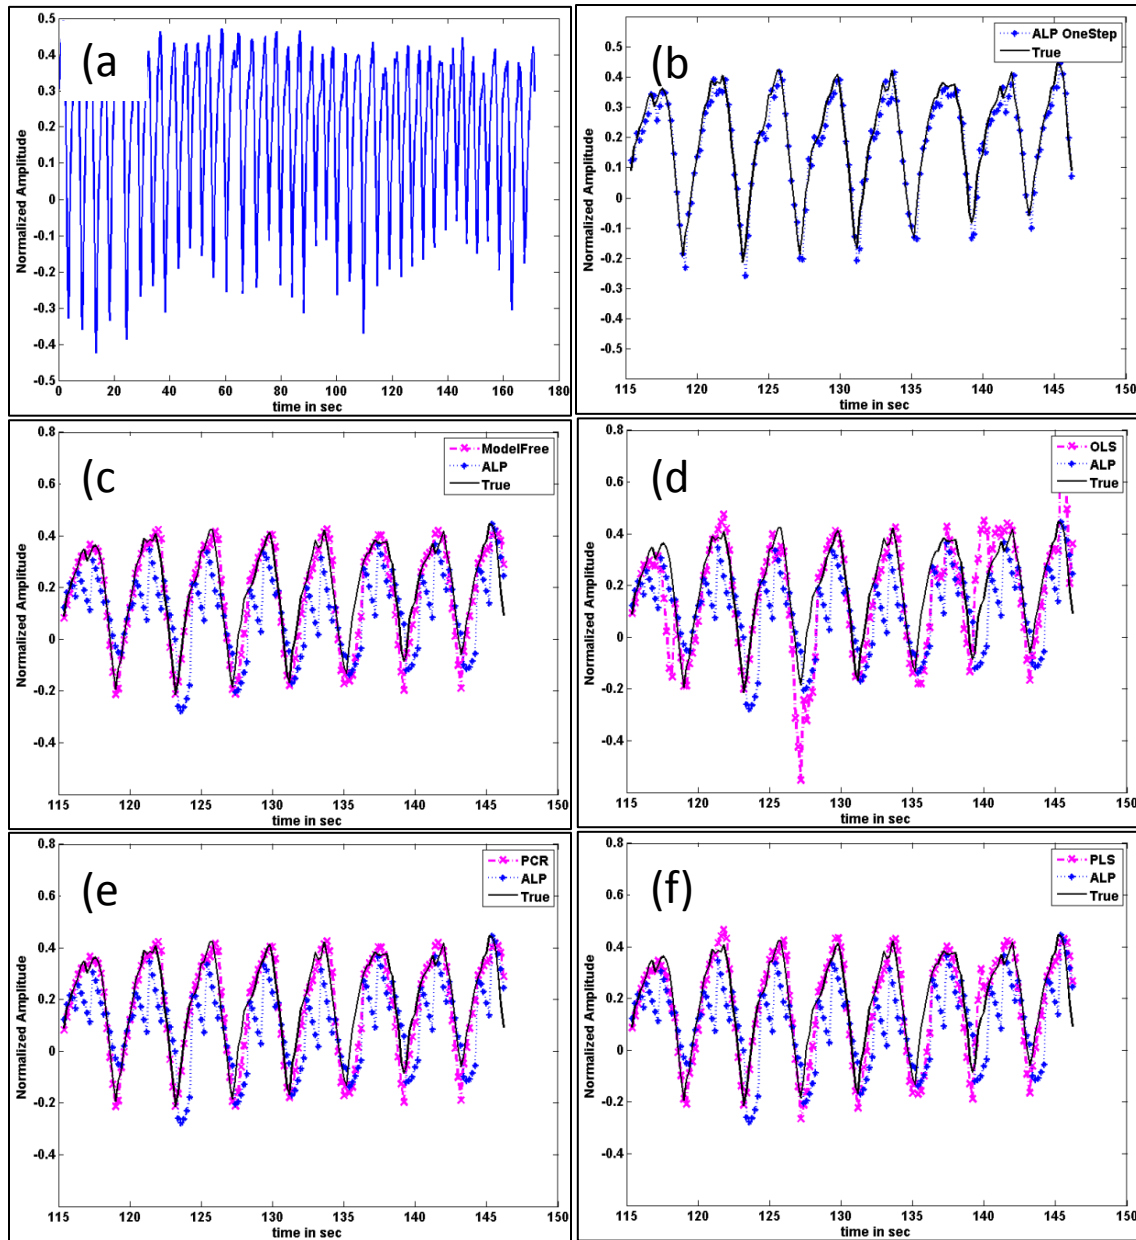 (a
Normalized Amplitude
0.5
0.4
0.3
0.2
0.1
0
-0.1
-0.2
-0.3
-0.4
-0.5
0 20 40 60 80 100 120 140 160 180
time in sec
(b)
ALP OneStep
True
Normalized Amplitude
0.5
0.4
0.3
0.2
0.1
0
-0.1
-0.2
-0.3
-0.4
-0.5
115 120 125 130 135 140 145 150
time in sec
(c
ModelFree
ALP
True
Normalized Amplitude
0.8
0.6
0.4
0.2
0
-0.2
-0.4
115 120 125 130 135 140 145 150
time in sec
(d
OLS
ALP
True
Normalized Amplitude
0.8
0.6
0.4
0.2
0
-0.2
-0.4
115 120 125 130 135 140 145 150
time in sec
(e
PCR
ALP
True
Normalized Amplitude
0.8
0.6
0.4
0.2
0
-0.2
-0.4
115 120 125 130 135 140 145 150
time in sec
(f)
PLS
ALP
True
Normalized Amplitude
0.8
0.6
0.4
0.2
0
-0.2
-0.4
115 120 125 130 135 140 145 150
time in sec